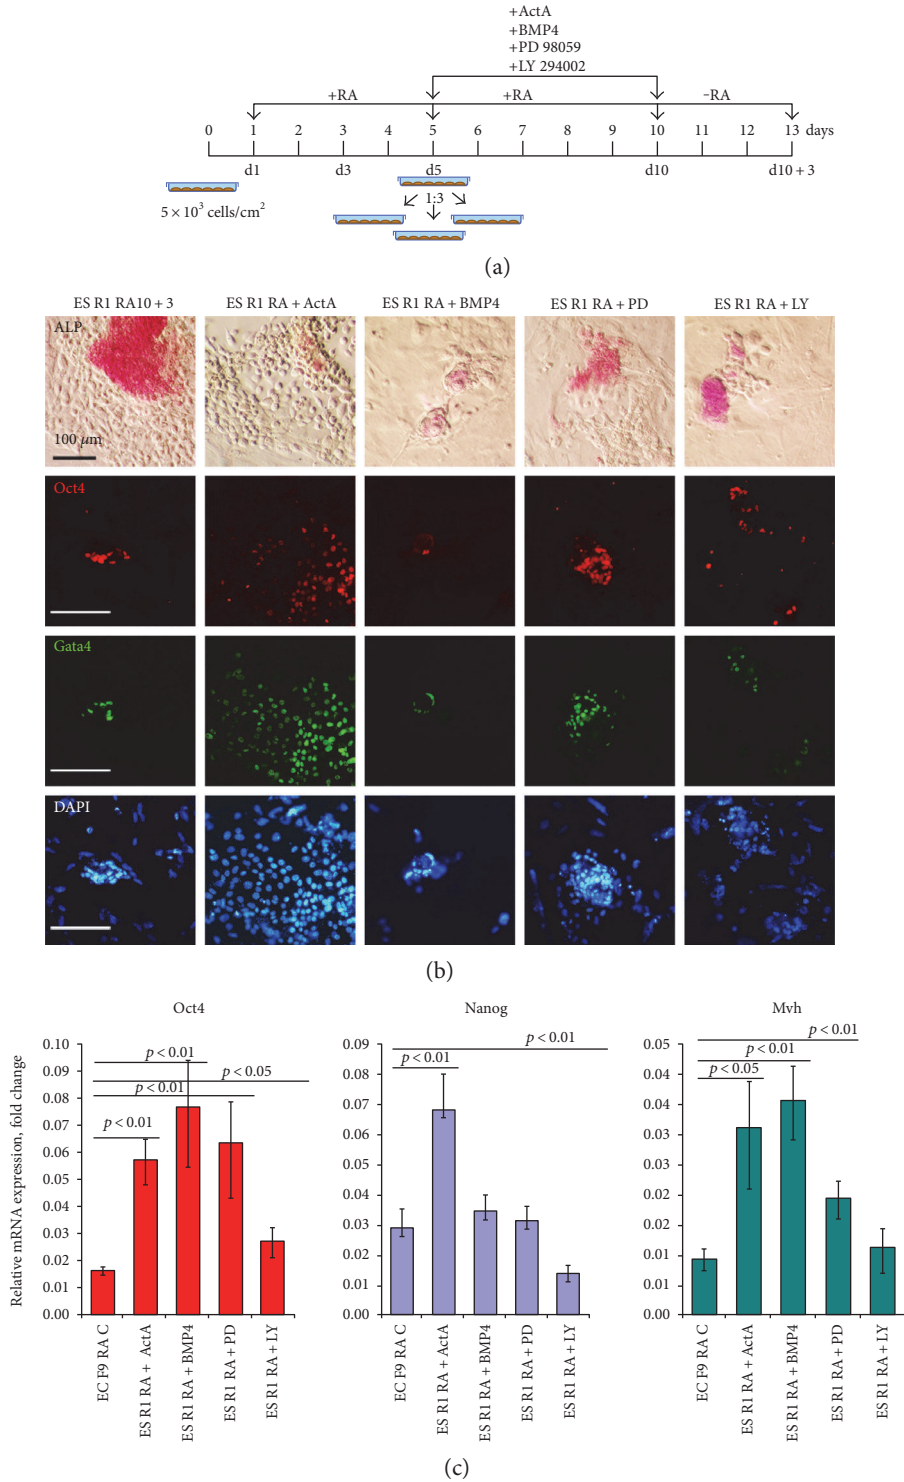 +ActA
+BMP4
+PD 98059
+LY 294002
+RA
+RA
−RA
0 1 2 3 4 5 6 7 8 9 10 11 12 13 days
d1 d3 d5 d10 d10 + 3
1:3
5 × 10³ cells/cm²
(a)
ES R1 RA10 + 3 ES R1 RA + ActA ES R1 RA + BMP4 ES R1 RA + PD ES R1 RA + LY
ALP
100 µm
Oct4
Gata4
DAPI
(b)
Oct4
Relative mRNA expression, fold change
0.10
0.09
0.08
0.07
0.06
0.05
0.04
0.03
0.02
0.01
0.00
p < 0.01
p < 0.05
p < 0.01
p < 0.01
EC F9 RA C
ES R1 RA + ActA
ES R1 RA + BMP4
ES R1 RA + PD
ES R1 RA + LY
Nanog
0.09
0.08
0.07
0.06
0.05
0.04
0.03
0.02
0.01
0.00
p < 0.01
p < 0.01
EC F9 RA C
ES R1 RA + ActA
ES R1 RA + BMP4
ES R1 RA + PD
ES R1 RA + LY
Mvh
0.05
0.04
0.04
0.03
0.03
0.02
0.02
0.01
0.01
0.00
p < 0.01
p < 0.01
p < 0.05
EC F9 RA C
ES R1 RA + ActA
ES R1 RA + BMP4
ES R1 RA + PD
ES R1 RA + LY
(c)